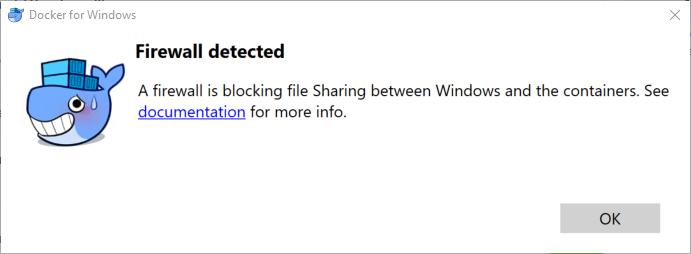 Docker for Windows
Firewall detected
A firewall is blocking file Sharing between Windows and the containers. See
documentation for more info.
OK